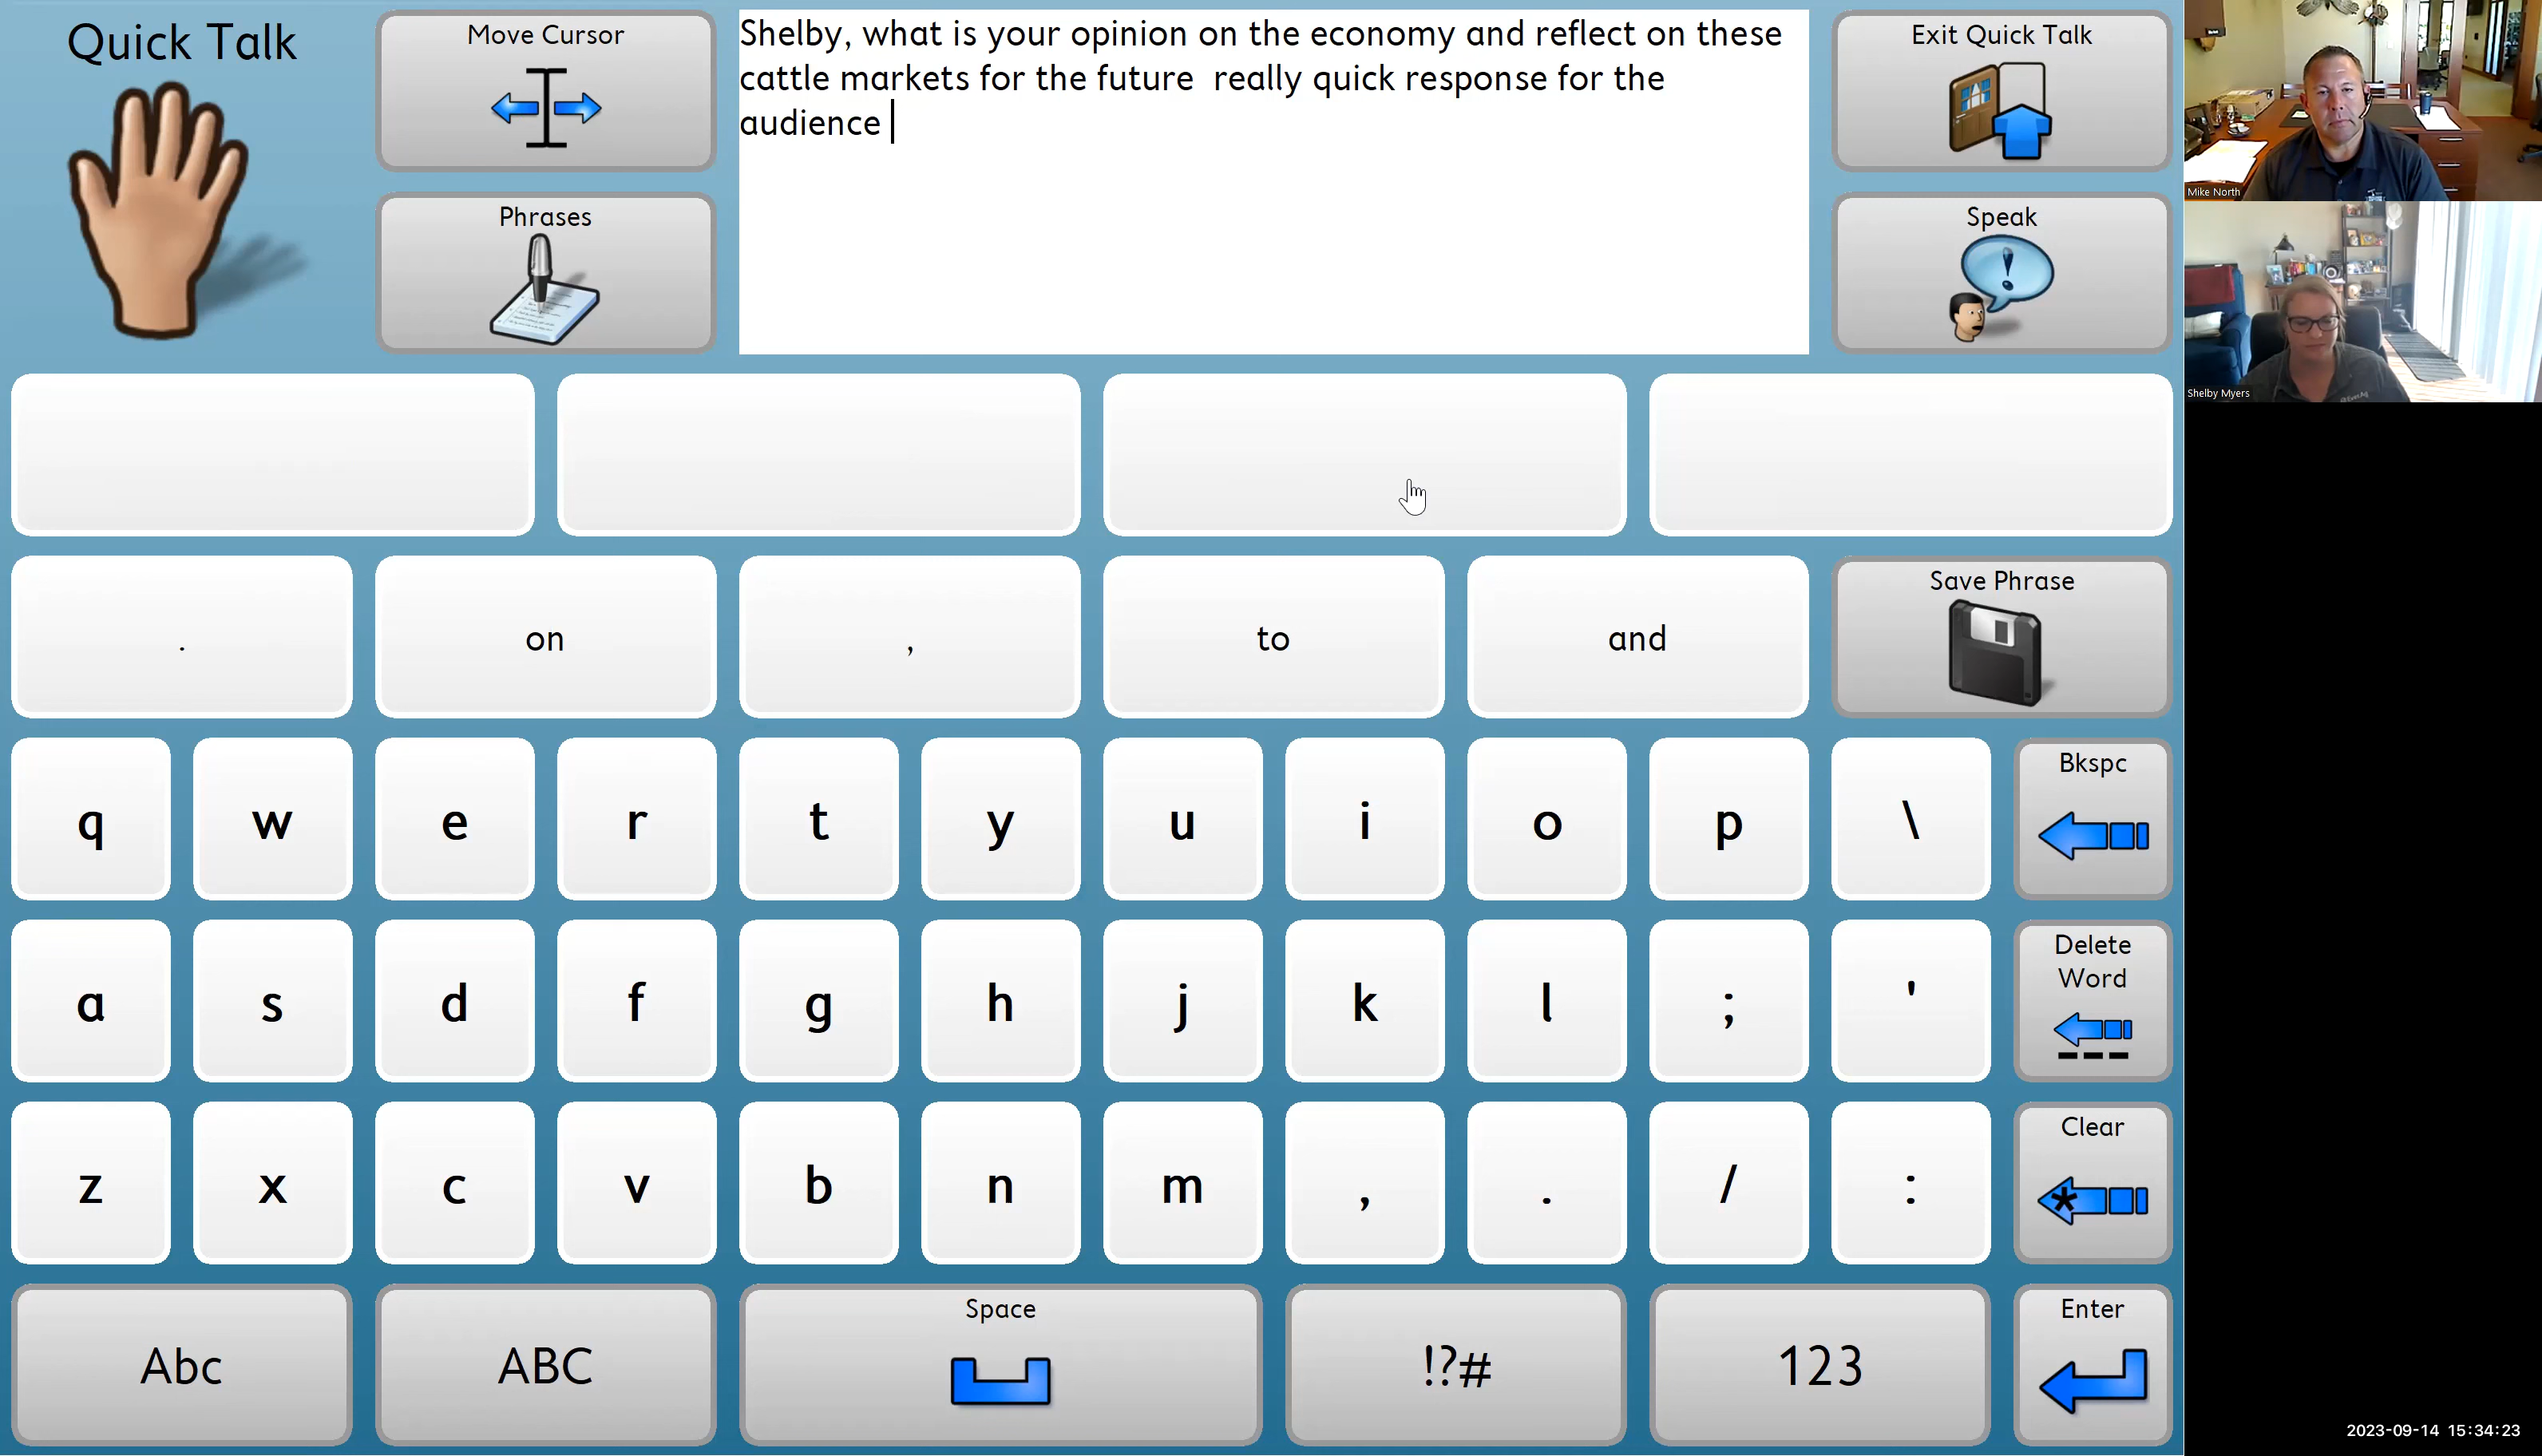 Quick Talk
Move Cursor
Shelby, what is your opinion on the economy and reflect on these
cattle markets for the future  really quick response for the
audience
Exit Quick Talk
Mike North
Phrases
Speak
Shelby Myers
.
on
,
to
and
Save Phrase
q w e r t y u i o p \
Bkspc
a s d f g h j k l ; '
Delete
Word
z x c v b n m , . / :
Clear
*
Abc
ABC
Space
!?#
123
Enter
2023-09-14 15:34:23